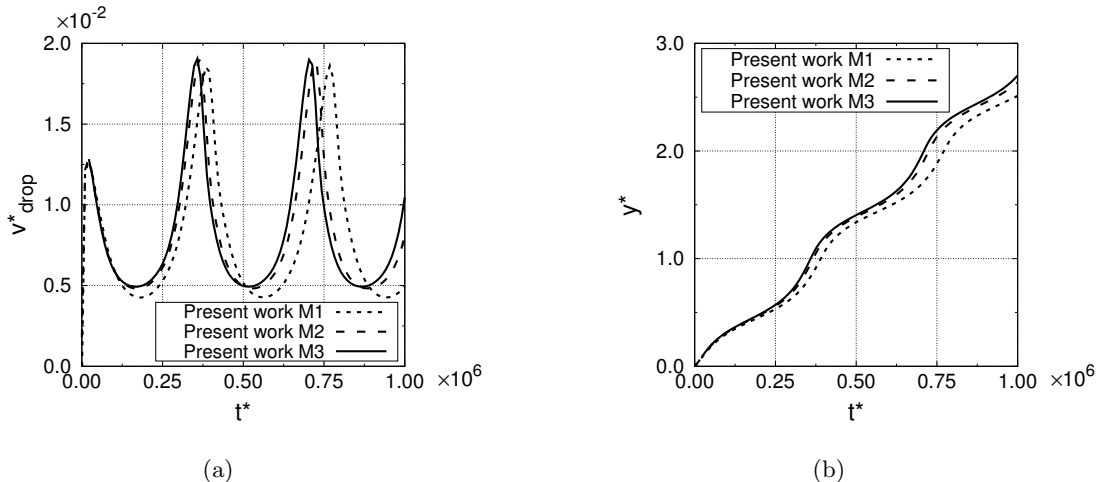 ×10-2
2.0
1.5
1.0
0.5
0.0
v*drop
Present work M1
Present work M2
Present work M3
0.00 0.25 0.50 0.75 1.00 ×106
t*
(a)
3.0
2.0
1.0
0.0
y*
Present work M1
Present work M2
Present work M3
0.00 0.25 0.50 0.75 1.00 ×106
t*
(b)